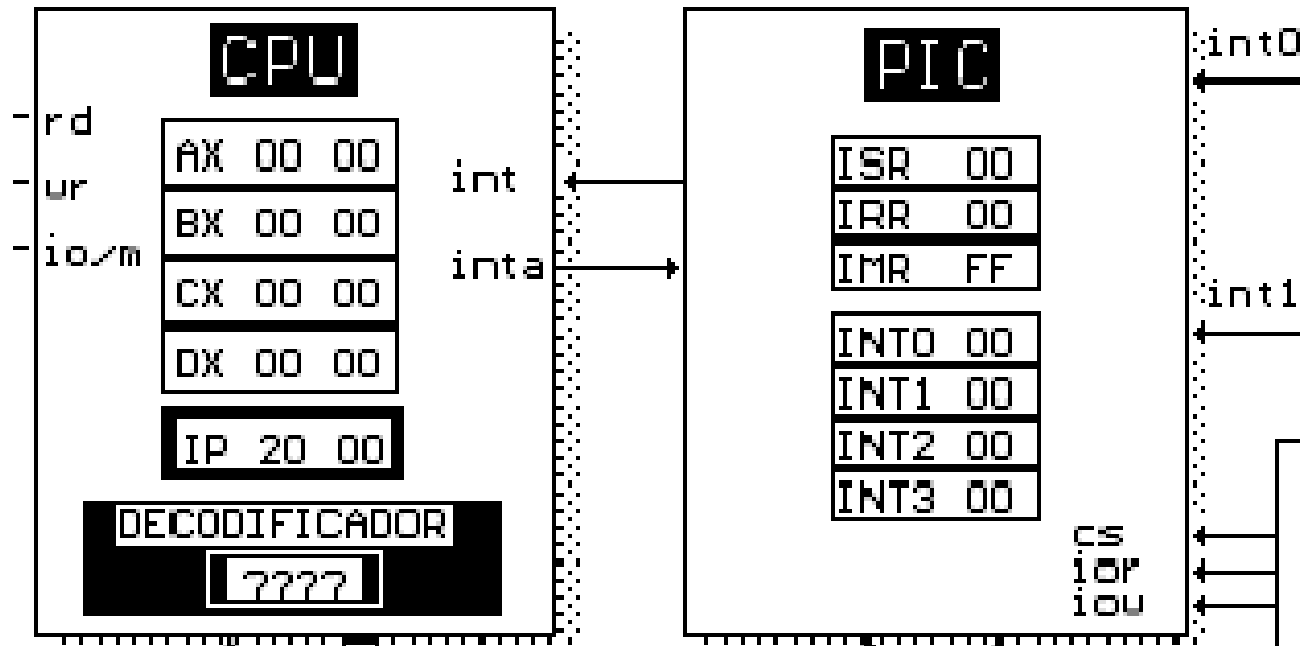 CPU
rd
wr
io/m
AX 00 00
BX 00 00
CX 00 00
DX 00 00
IP 20 00
DECODIFICADOR
????
int
inta
PIC
ISR 00
IRR 00
IMR FF
INT0 00
INT1 00
INT2 00
INT3 00
cs
ior
iow
int0
int1